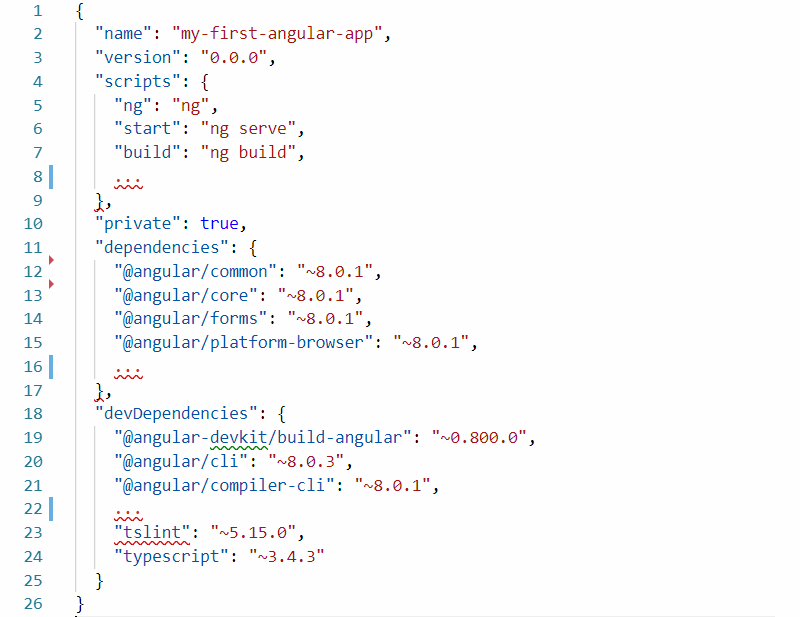 1 {
2 "name": "my-first-angular-app",
3 "version": "0.0.0",
4 "scripts": {
5 "ng": "ng",
6 "start": "ng serve",
7 "build": "ng build",
8 ...
9 },
10 "private": true,
11 "dependencies": {
12 "@angular/common": "~8.0.1",
13 "@angular/core": "~8.0.1",
14 "@angular/forms": "~8.0.1",
15 "@angular/platform-browser": "~8.0.1",
16 ...
17 },
18 "devDependencies": {
19 "@angular-devkit/build-angular": "~0.800.0",
20 "@angular/cli": "~8.0.3",
21 "@angular/compiler-cli": "~8.0.1",
22 ...
23 "tslint": "~5.15.0",
24 "typescript": "~3.4.3"
25 }
26 }